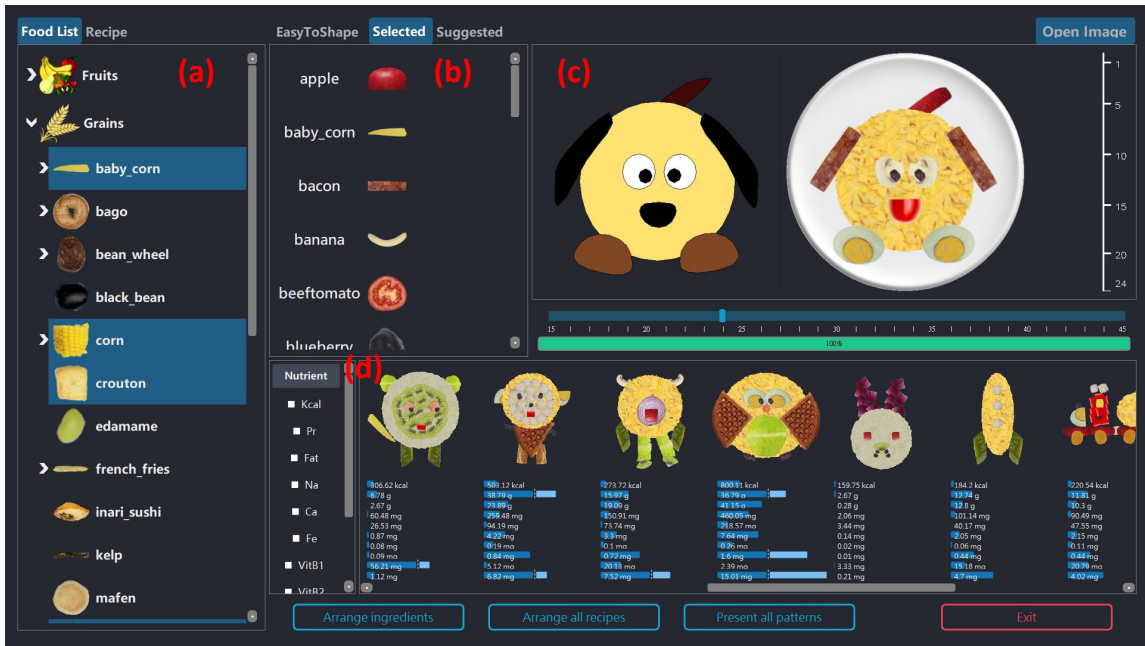 Food List Recipe
EasyToShape Selected Suggested
Open Image
(a)
Fruits
Grains
baby_corn
bago
bean_wheel
black_bean
corn
crouton
edamame
french_fries
inari_sushi
kelp
mafen
(b)
apple
baby_corn
bacon
banana
beeftomato
blueberry
(c)
1
5
10
15
20
24
15 20 25 30 35 40 45
100%
(d)
Nutrient
Kcal
Pr
Fat
Na
Ca
Fe
VitB1
VitB2
306.62 kcal 503.12 kcal 273.72 kcal 800.11 kcal 159.75 kcal 184.2 kcal 220.54 kcal
6.78 g 38.79 g 15.97 g 36.79 g 2.67 g 12.74 g 11.81 g
2.67 g 23.89 g 19.09 g 41.15 g 0.28 g 12.8 g 10.3 g
60.48 mg 259.48 mg 150.91 mg 460.05 mg 2.06 mg 101.14 mg 90.49 mg
26.53 mg 94.19 mg 73.74 mg 218.57 mg 3.44 mg 40.17 mg 47.55 mg
0.87 mg 4.22 mg 3.3 mg 7.64 mg 0.14 mg 2.05 mg 2.15 mg
0.08 mg 0.19 mg 0.1 mg 0.26 mg 0.02 mg 0.06 mg 0.11 mg
0.09 mg 0.84 mg 0.72 mg 1.6 mg 0.01 mg 0.44 mg 0.44 mg
56.21 mg 5.12 mg 20.13 mg 2.39 mg 3.33 mg 15.18 mg 20.79 mg
1.12 mg 6.82 mg 7.52 mg 15.01 mg 0.21 mg 4.7 mg 4.02 mg
Arrange ingredients
Arrange all recipes
Present all patterns
Exit